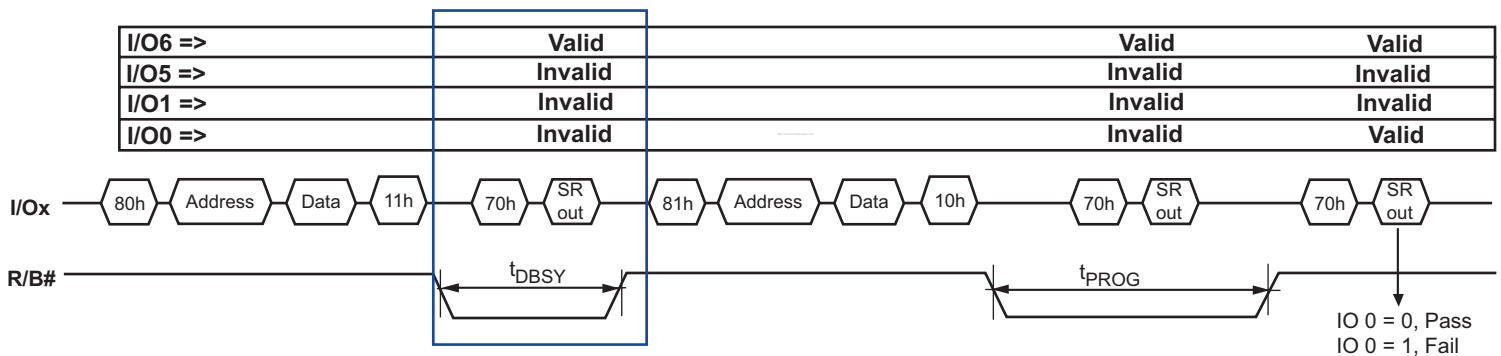 I/O6 => Valid Valid Valid
I/O5 => Invalid Invalid Invalid
I/O1 => Invalid Invalid Invalid
I/O0 => Invalid Invalid Valid
I/Ox 80h Address Data 11h 70h SR out 81h Address Data 10h 70h SR out 70h SR out
R/B# tDBSY tPROG
IO 0 = 0, Pass
IO 0 = 1, Fail